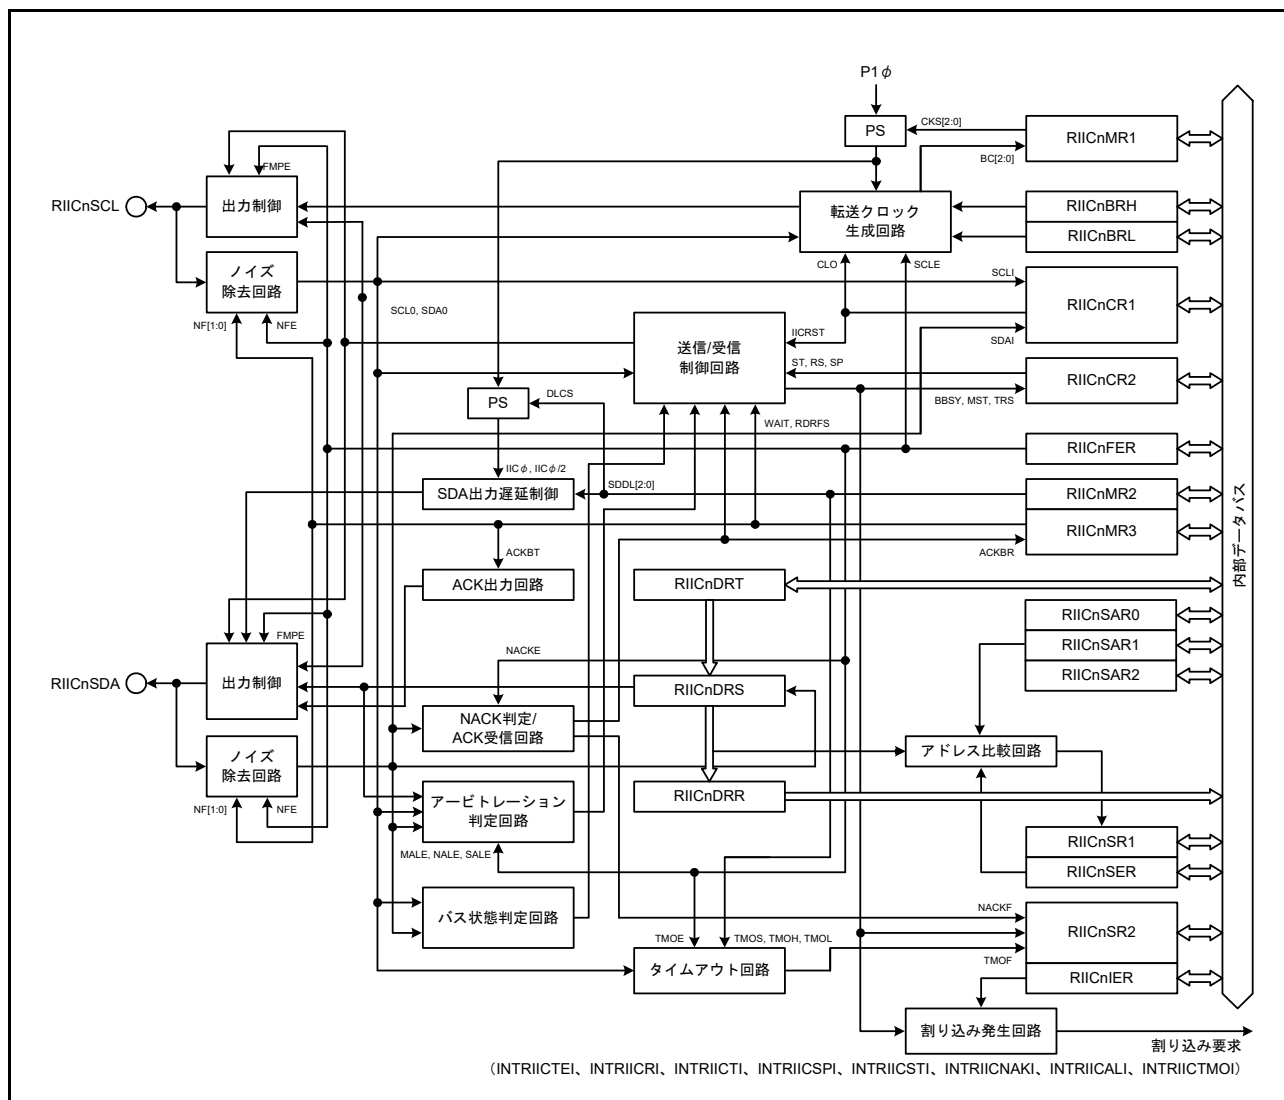 P1φ
PS
CKS[2:0]
BC[2:0]
RIICnMR1
FMPE
RIICnSCL
出力制御
転送クロック
生成回路
RIICnBRH
RIICnBRL
ノイズ
除去回路
CLO
SCLE
SCLI
RIICnCR1
SCL0, SDA0
NF[1:0]
NFE
IICRST
SDAI
送信/受信
制御回路
ST, RS, SP
RIICnCR2
BBSY, MST, TRS
PS
DLCS
WAIT, RDRFS
RIICnFER
IICφ, IICφ/2
SDA出力遅延制御
SDDL[2:0]
RIICnMR2
RIICnMR3
ACKBT
ACKBR
ACK出力回路
RIICnDRT
内部データバス
RIICnSAR0
RIICnSAR1
RIICnSAR2
FMPE
NACKE
RIICnSDA
出力制御
RIICnDRS
NACK判定/
ACK受信回路
アドレス比較回路
ノイズ
除去回路
RIICnDRR
NF[1:0]
NFE
アービトレーション
判定回路
RIICnSR1
RIICnSER
MALE, NALE, SALE
バス状態判定回路
NACKF
RIICnSR2
TMOE
TMOS, TMOH, TMOL
TMOF
タイムアウト回路
RIICnIER
割り込み発生回路
割り込み要求
（INTRIICTEI、INTRIICRI、INTRIICTI、INTRIICSPI、INTRIICSTI、INTRIICNAKI、INTRIICALI、INTRIICTMOI）